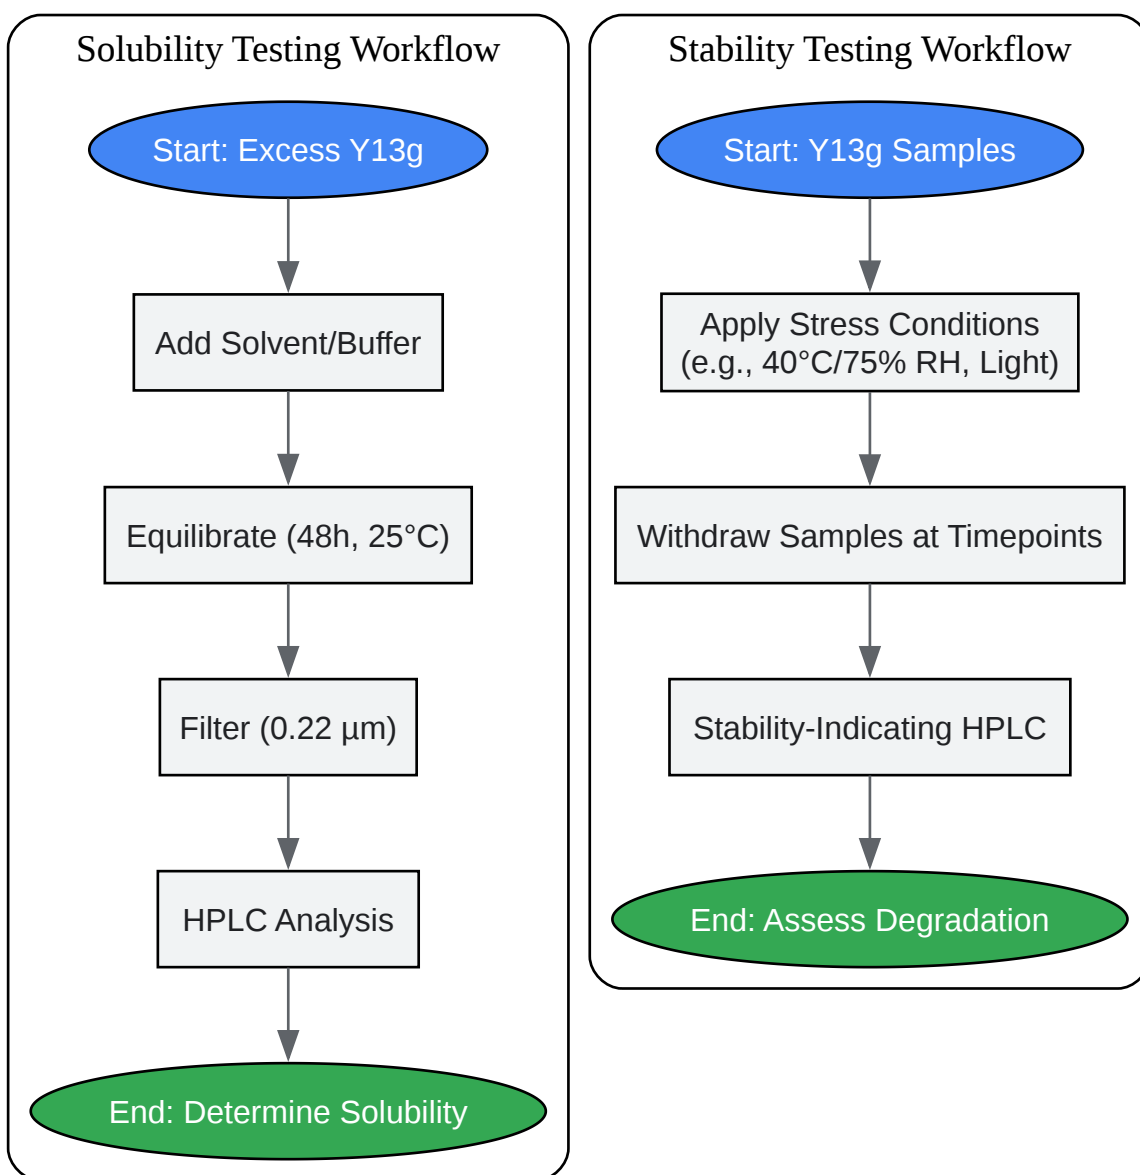 Solubility Testing Workflow
Start: Excess Y13g
Add Solvent/Buffer
Equilibrate (48h, 25°C)
Filter (0.22 µm)
HPLC Analysis
End: Determine Solubility
Stability Testing Workflow
Start: Y13g Samples
Apply Stress Conditions
(e.g., 40°C/75% RH, Light)
Withdraw Samples at Timepoints
Stability-Indicating HPLC
End: Assess Degradation